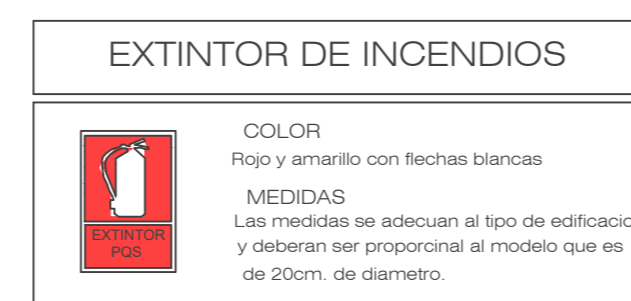 EXTINTOR DE INCENDIOS
COLOR
Rojo y amarillo con flechas blancas
MEDIDAS
Las medidas se adecuan al tipo de edificacio
y deberan ser proporcinal al modelo que es
de 20cm. de diametro.
EXTINTOR
PQS